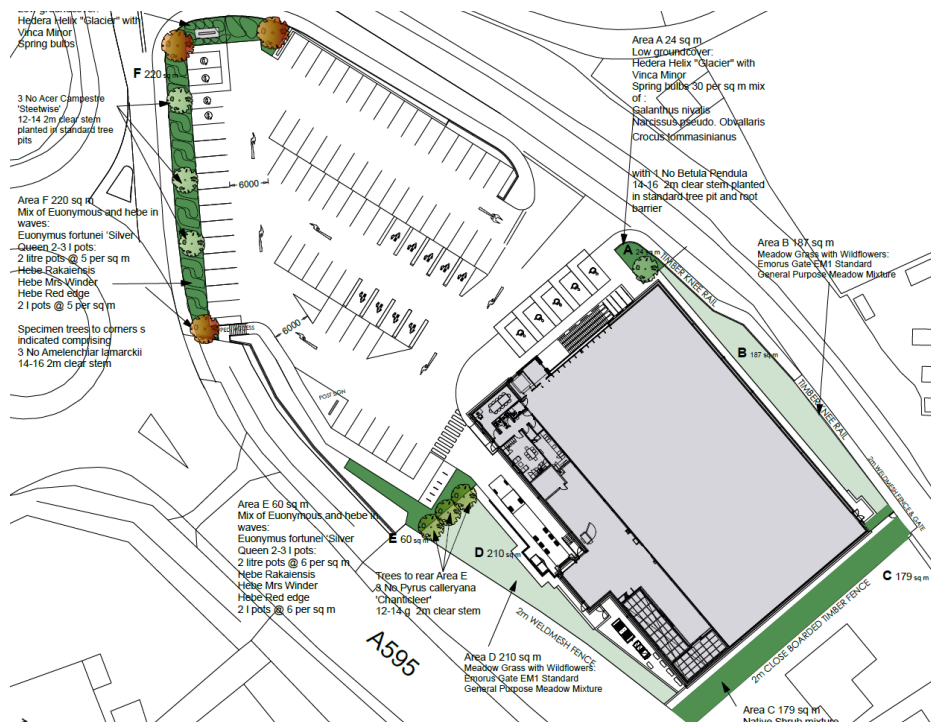 Hedera Helix "Glacier" with
Vinca Minor
Spring bulbs
F 220 sq m
3 No Acer Campestre
'Steetwise'
12-14 2m clear stem
planted in standard tree
pits
Area F 220 sq m
Mix of Euonymous and hebe in
waves:
Euonymus fortunei 'Silver
Queen 2-3 l pots:
2 litre pots @ 5 per sq m
Hebe Rakaiensis
Hebe Mrs Winder
Hebe Red edge
2 l pots @ 5 per sq m
Specimen trees to corners s
indicated comprising
3 No Amelenchiar lamarckii
14-16 2m clear stem
6000
6000
POST SIGN
Area A 24 sq m
Low groundcover:
Hedera Helix "Glacier" with
Vinca Minor
Spring bulbs 30 per sq m mix
of :
Galanthus nivalis
Narcissus pseudo. Obvallaris
Crocus tommasinianus
with 1 No Betula Pendula
14-16 2m clear stem planted
in standard tree pit and root
barrier
A 24 sq m
TIMBER KNEE RAIL
Area B 187 sq m
Meadow Grass with Wildflowers:
Emorus Gate EM1 Standard
General Purpose Meadow Mixture
B 187 sq m
TIMBER KNEE RAIL
2m WELDMESH FENCE & GATE
Area E 60 sq m
Mix of Euonymous and hebe in
waves:
Euonymus fortunei 'Silver
Queen 2-3 l pots:
2 litre pots @ 6 per sq m
Hebe Rakaiensis
Hebe Mrs Winder
Hebe Red edge
2 l pots @ 6 per sq m
E 60 sq m
D 210 sq m
Trees to rear Area E
3 No Pyrus calleryana
'Chanticleer'
12-14 g 2m clear stem
C 179 sq m
2m WELDMESH FENCE
2m CLOSE BOARDED TIMBER FENCE
A595
Area D 210 sq m
Meadow Grass with Wildflowers:
Emorus Gate EM1 Standard
General Purpose Meadow Mixture
Area C 179 sq m
Native Shrub mixture